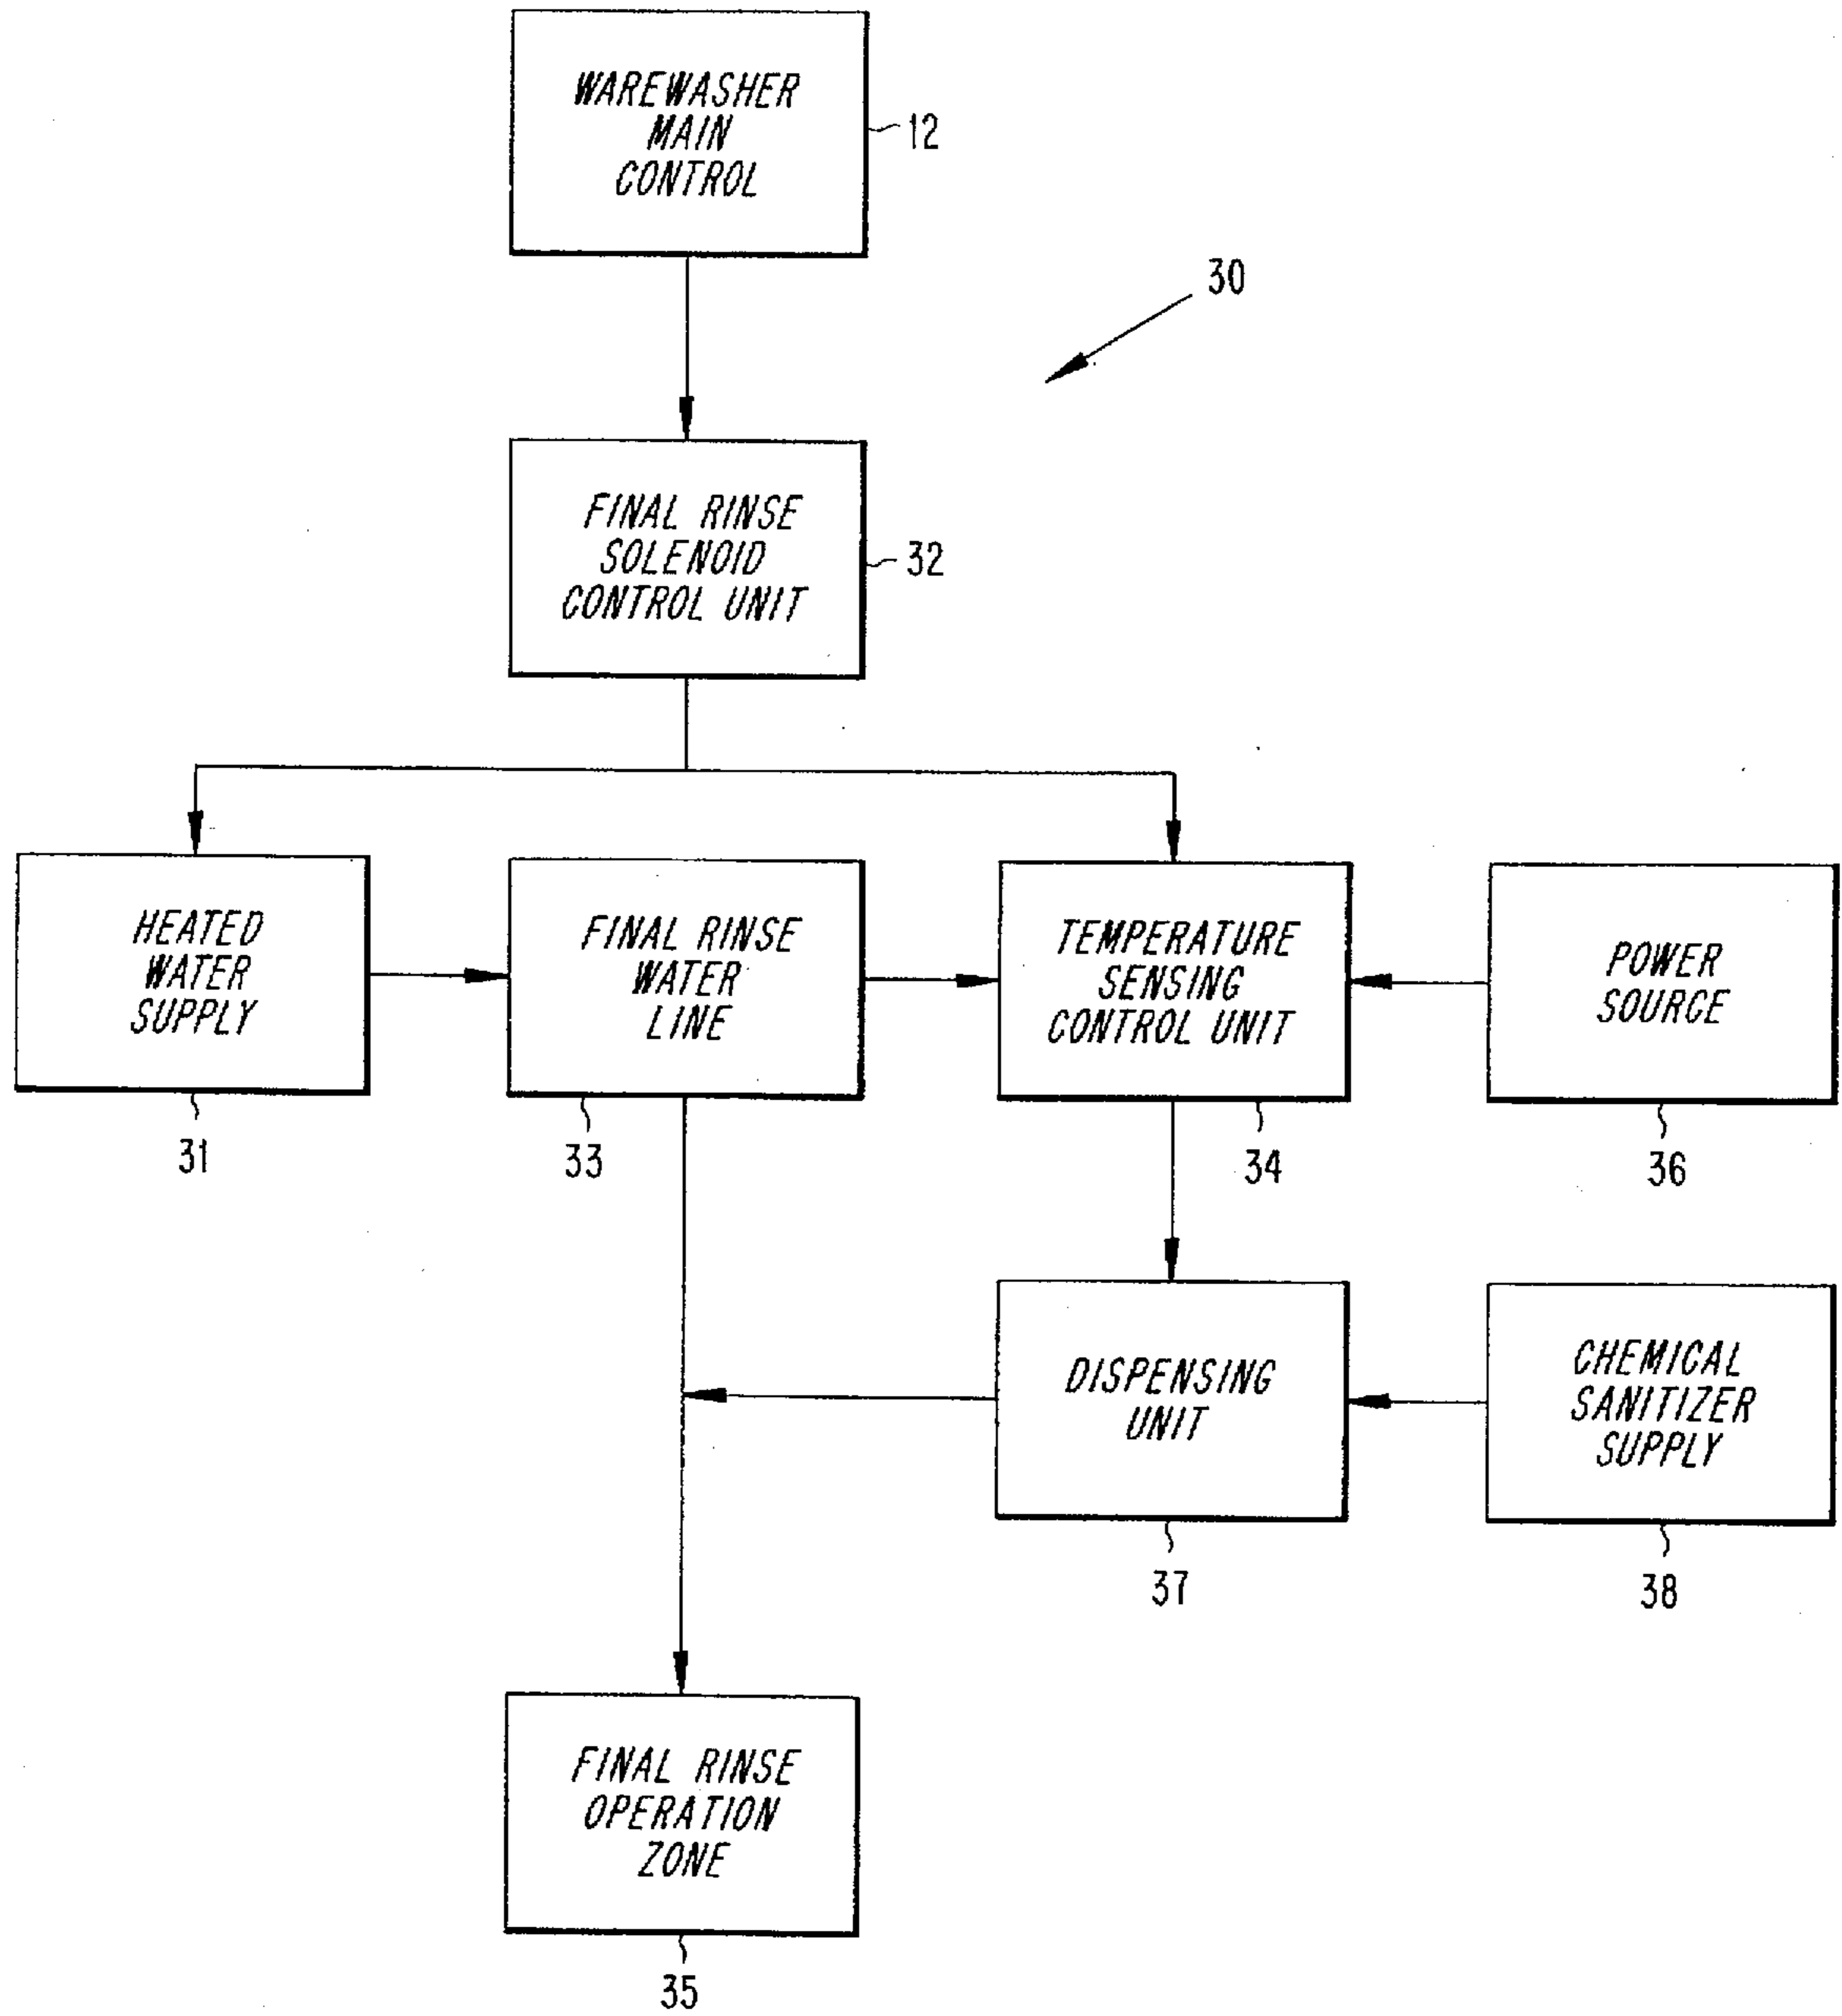 WAREWASHER
MAIN
CONTROL
12
30
FINAL RINSE
SOLENOID
CONTROL UNIT
32
HEATED
WATER
SUPPLY
31
FINAL RINSE
WATER
LINE
33
TEMPERATURE
SENSING
CONTROL UNIT
34
POWER
SOURCE
36
DISPENSING
UNIT
37
CHEMICAL
SANITIZER
SUPPLY
38
FINAL RINSE
OPERATION
ZONE
35